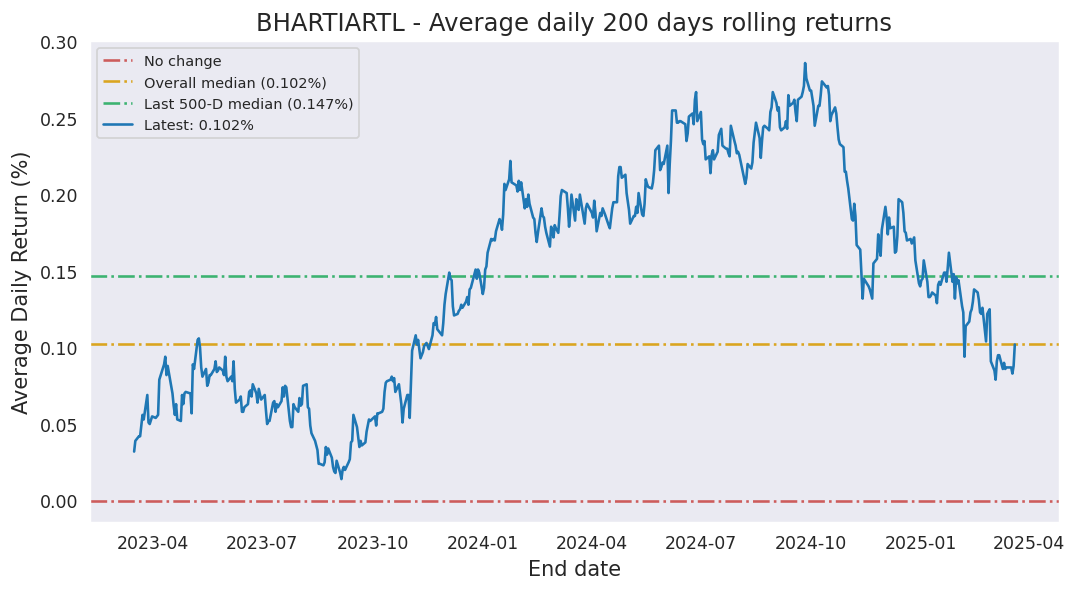 BHARTIARTL - Average daily 200 days rolling returns
No change
Overall median (0.102%)
Last 500-D median (0.147%)
Latest: 0.102%
Average Daily Return (%)
0.30
0.25
0.20
0.15
0.10
0.05
0.00
2023-04 2023-07 2023-10 2024-01 2024-04 2024-07 2024-10 2025-01 2025-04
End date